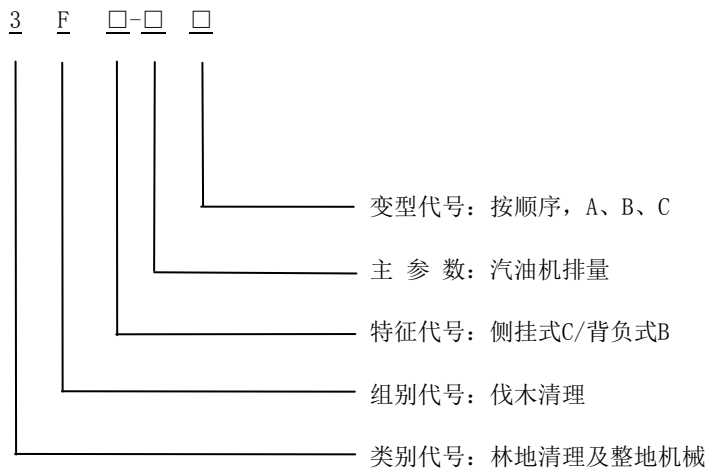 3 F □-□ □
变型代号：按顺序，A、B、C
主 参 数：汽油机排量
特征代号：侧挂式C/背负式B
组别代号：伐木清理
类别代号：林地清理及整地机械